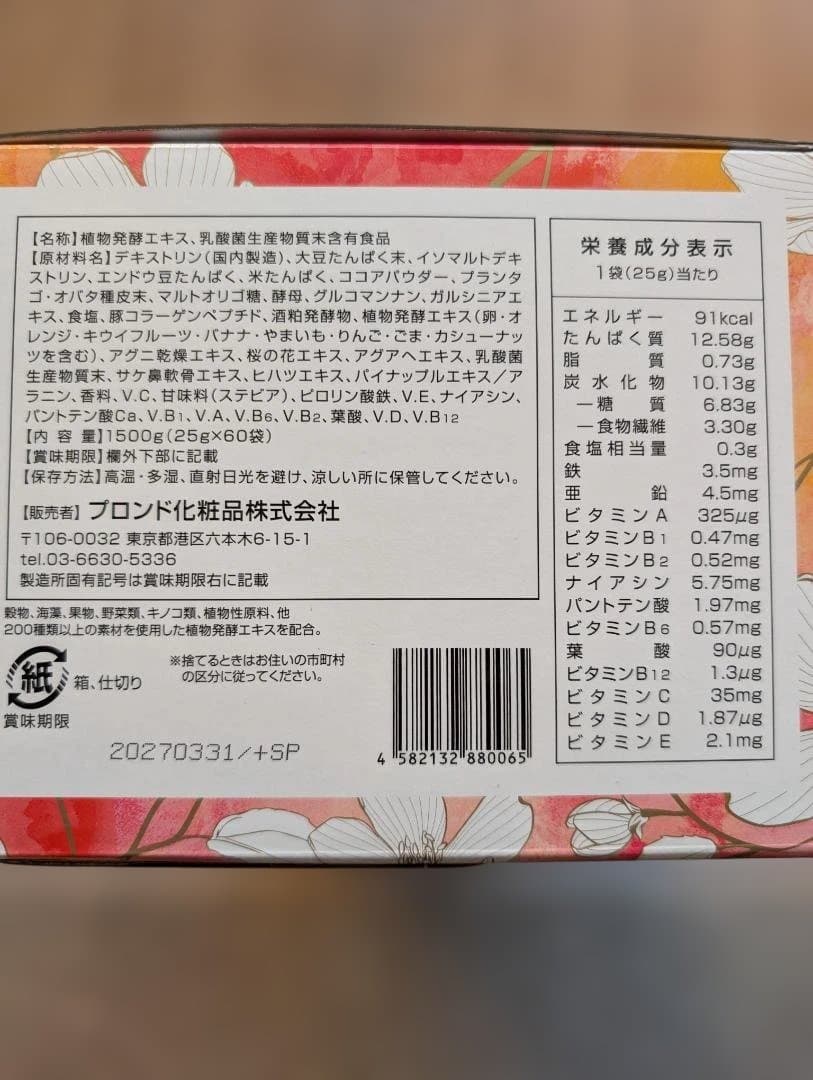 【名称】植物発酵エキス、乳酸菌生産物質末含有食品
【原材料名】デキストリン(国内製造)、大豆たんぱく末、イソマルトデキ
ストリン、エンドウ豆たんぱく、米たんぱく、ココアパウダー、プランタ
ゴ・オバタ種皮末、マルトオリゴ糖、酵母、グルコマンナン、ガルシニアエ
キス、食塩、豚コラーゲンペプチド、酒粕発酵物、植物発酵エキス(卵・オ
レンジ・キウイフルーツ・バナナ・やまいも・りんご・ごま・カシューナッ
ツを含む)、アグニ乾燥エキス、桜の花エキス、アグアヘエキス、乳酸菌
生産物質末、サケ鼻軟骨エキス、ヒハツエキス、パイナップルエキス/ア
ラニン、香料、V.C、甘味料(ステビア)、ピロリン酸鉄、V.E、ナイアシン、
パントテン酸Ca、V.B1、V.A、V.B6、V.B2、葉酸、V.D、V.B12
【内 容 量】1500g(25g×60袋)
【賞味期限】欄外下部に記載
【保存方法】高温・多湿、直射日光を避け、涼しい所に保管してください。
【販売者】ブロンド化粧品株式会社
〒106-0032 東京都港区六本木6-15-1
tel.03-6630-5336
製造所固有記号は賞味期限右に記載
穀物、海藻、果物、野菜類、キノコ類、植物性原料、他
200種類以上の素材を使用した植物発酵エキスを配合。
紙
箱、仕切り
※捨てるときはお住いの市町村
の区分に従ってください。
賞味期限
20270331/+SP
4 582132 880065
栄養成分表示
1袋(25g)当たり
エネルギー 91kcal
たんぱく質 12.58g
脂質 0.73g
炭水化物 10.13g
―糖質 6.83g
―食物繊維 3.30g
食塩相当量 0.3g
鉄 3.5mg
亜鉛 4.5mg
ビタミンA 325μg
ビタミンB1 0.47mg
ビタミンB2 0.52mg
ナイアシン 5.75mg
パントテン酸 1.97mg
ビタミンB6 0.57mg
葉酸 90μg
ビタミンB12 1.3μg
ビタミンC 35mg
ビタミンD 1.87μg
ビタミンE 2.1mg